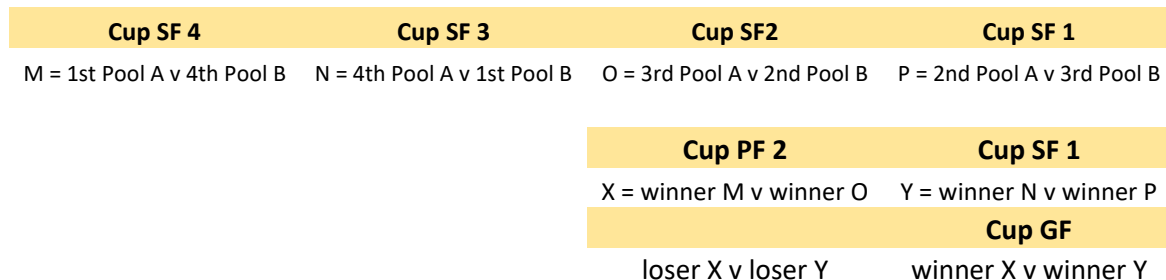 Cup SF 4 Cup SF 3 Cup SF2 Cup SF 1
M = 1st Pool A v 4th Pool B N = 4th Pool A v 1st Pool B O = 3rd Pool A v 2nd Pool B P = 2nd Pool A v 3rd Pool B
Cup PF 2 Cup SF 1
X = winner M v winner O Y = winner N v winner P
Cup GF
loser X v loser Y winner X v winner Y